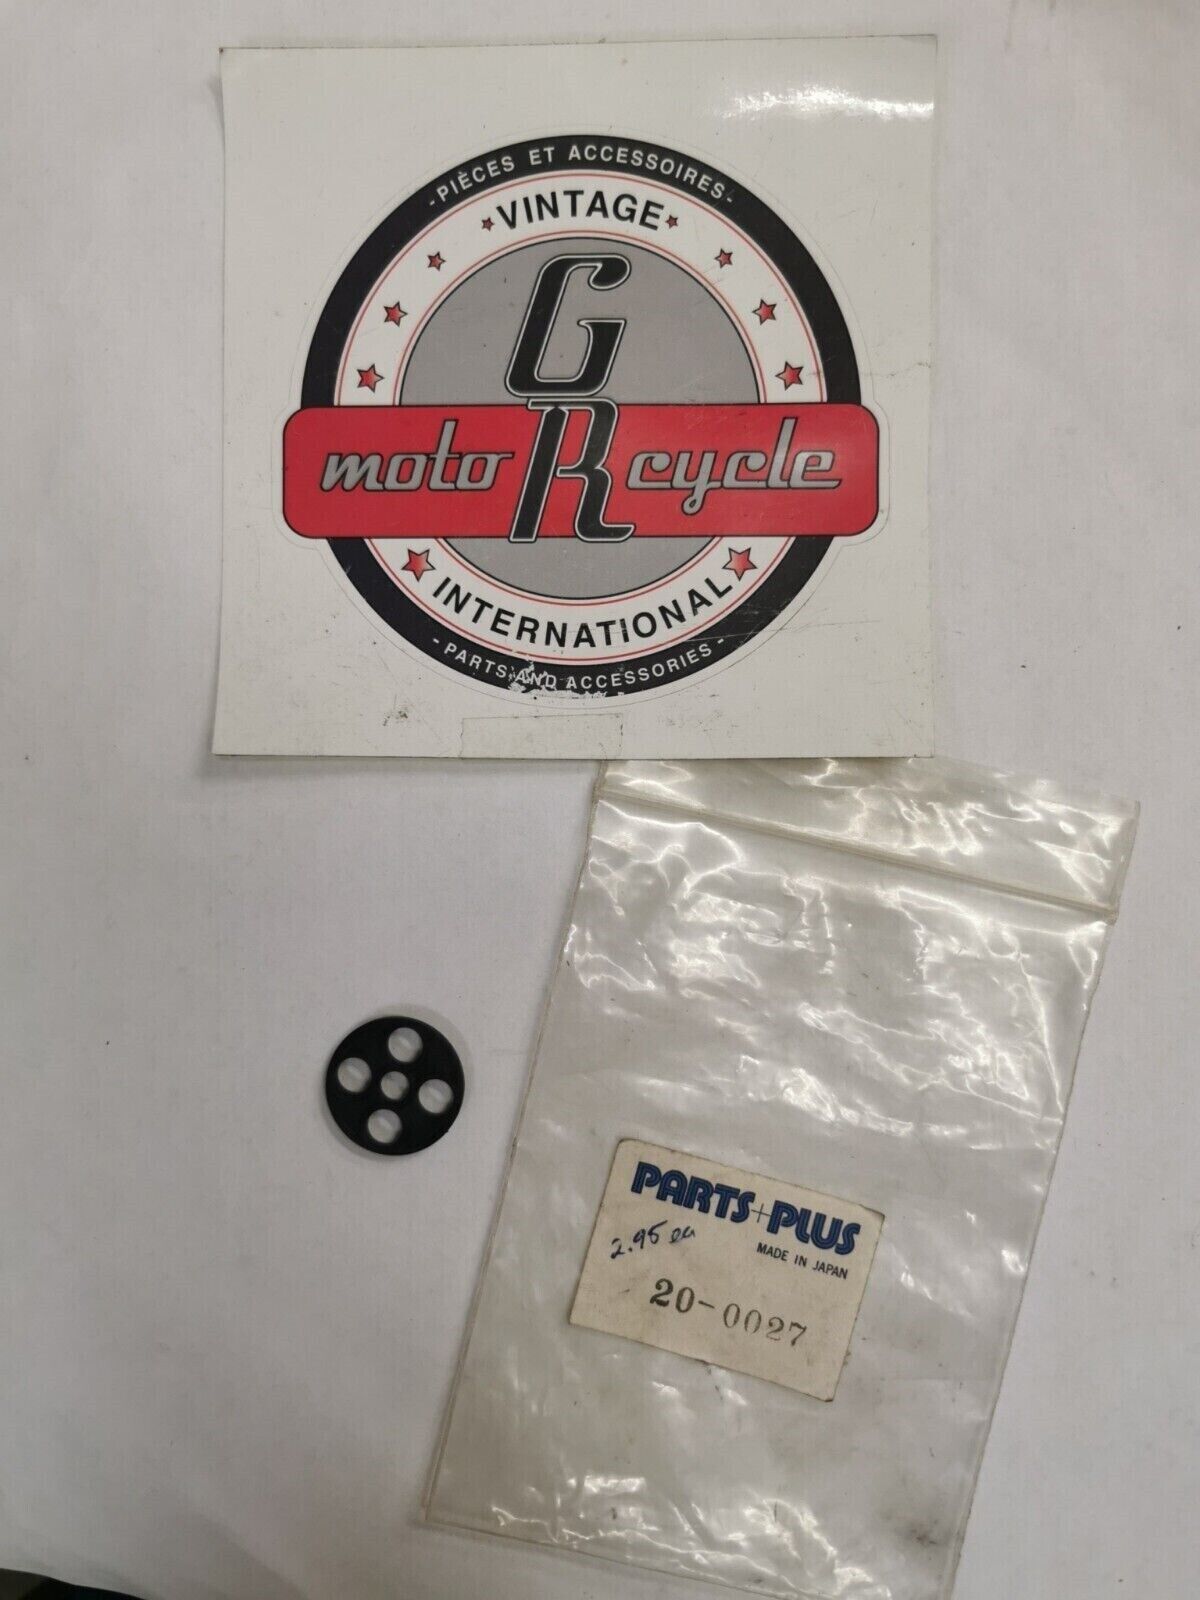 - PIÈCES ET ACCESSOIRES -
VINTAGE
GR
moto cycle
INTERNATIONAL
- PARTS AND ACCESSORIES -
PARTS+PLUS
2.95 ea
MADE IN JAPAN
20-0027